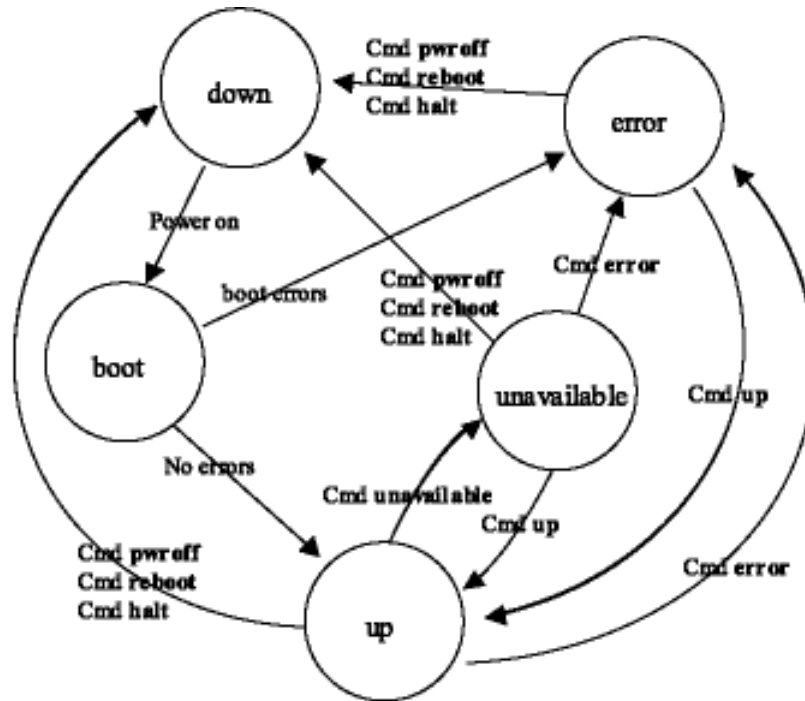 Cmd pwroff
Cmd reboot
Cmd halt
down
error
Power on
boot errors
Cmd pwroff
Cmd reboot
Cmd halt
Cmd error
boot
unavailable
Cmd up
No errors
Cmd unavailable
Cmd up
Cmd pwroff
Cmd reboot
Cmd halt
Cmd error
up